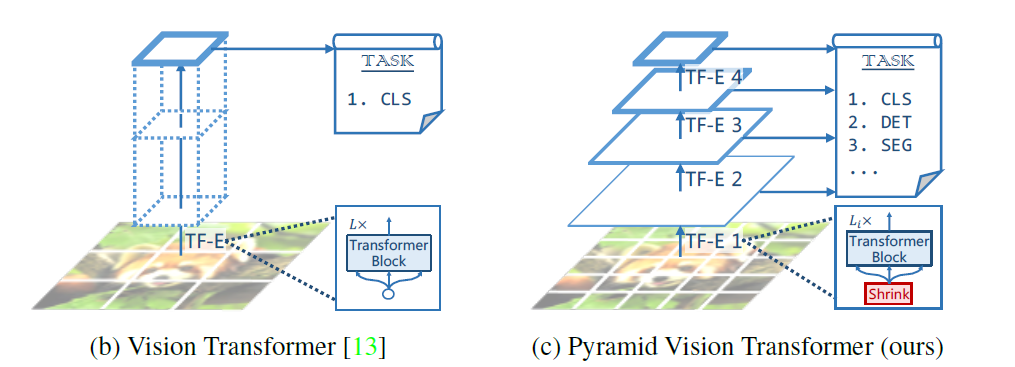 TASK
1. CLS
TF-E
L×
Transformer
Block
(b) Vision Transformer [13]
TASK
1. CLS
2. DET
3. SEG
...
TF-E 4
TF-E 3
TF-E 2
TF-E 1
Li×
Transformer
Block
Shrink
(c) Pyramid Vision Transformer (ours)